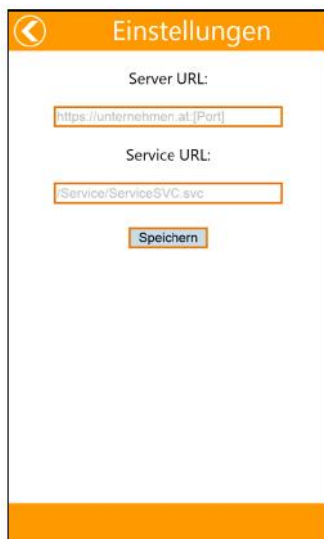 Einstellungen
Server URL:
https://unternehmen.at:[Port]
Service URL:
/Service/ServiceSVC.svc
Speichern